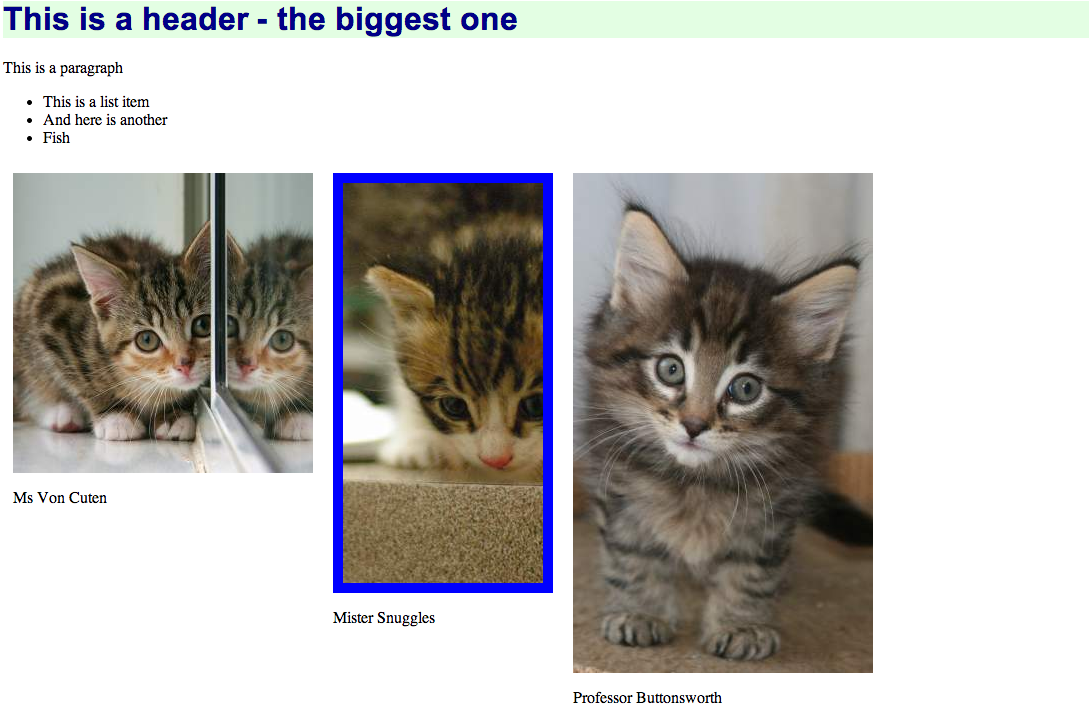 This is a header - the biggest one
This is a paragraph
This is a list item
And here is another
Fish
Ms Von Cuten
Mister Snuggles
Professor Buttonsworth